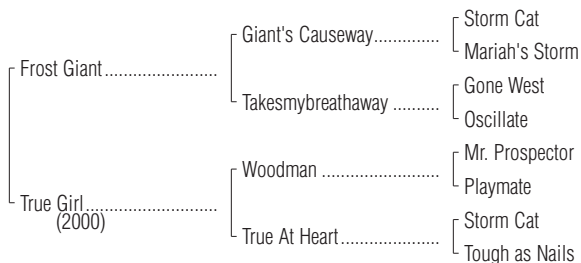 Storm Cat
Giant's Causeway..............
Mariah's Storm
Frost Giant........................
Gone West
Takesmybreathaway ..........
Oscillate
Mr. Prospector
Woodman .........................
Playmate
True Girl............................
(2000)
Storm Cat
True At Heart.....................
Tough as Nails